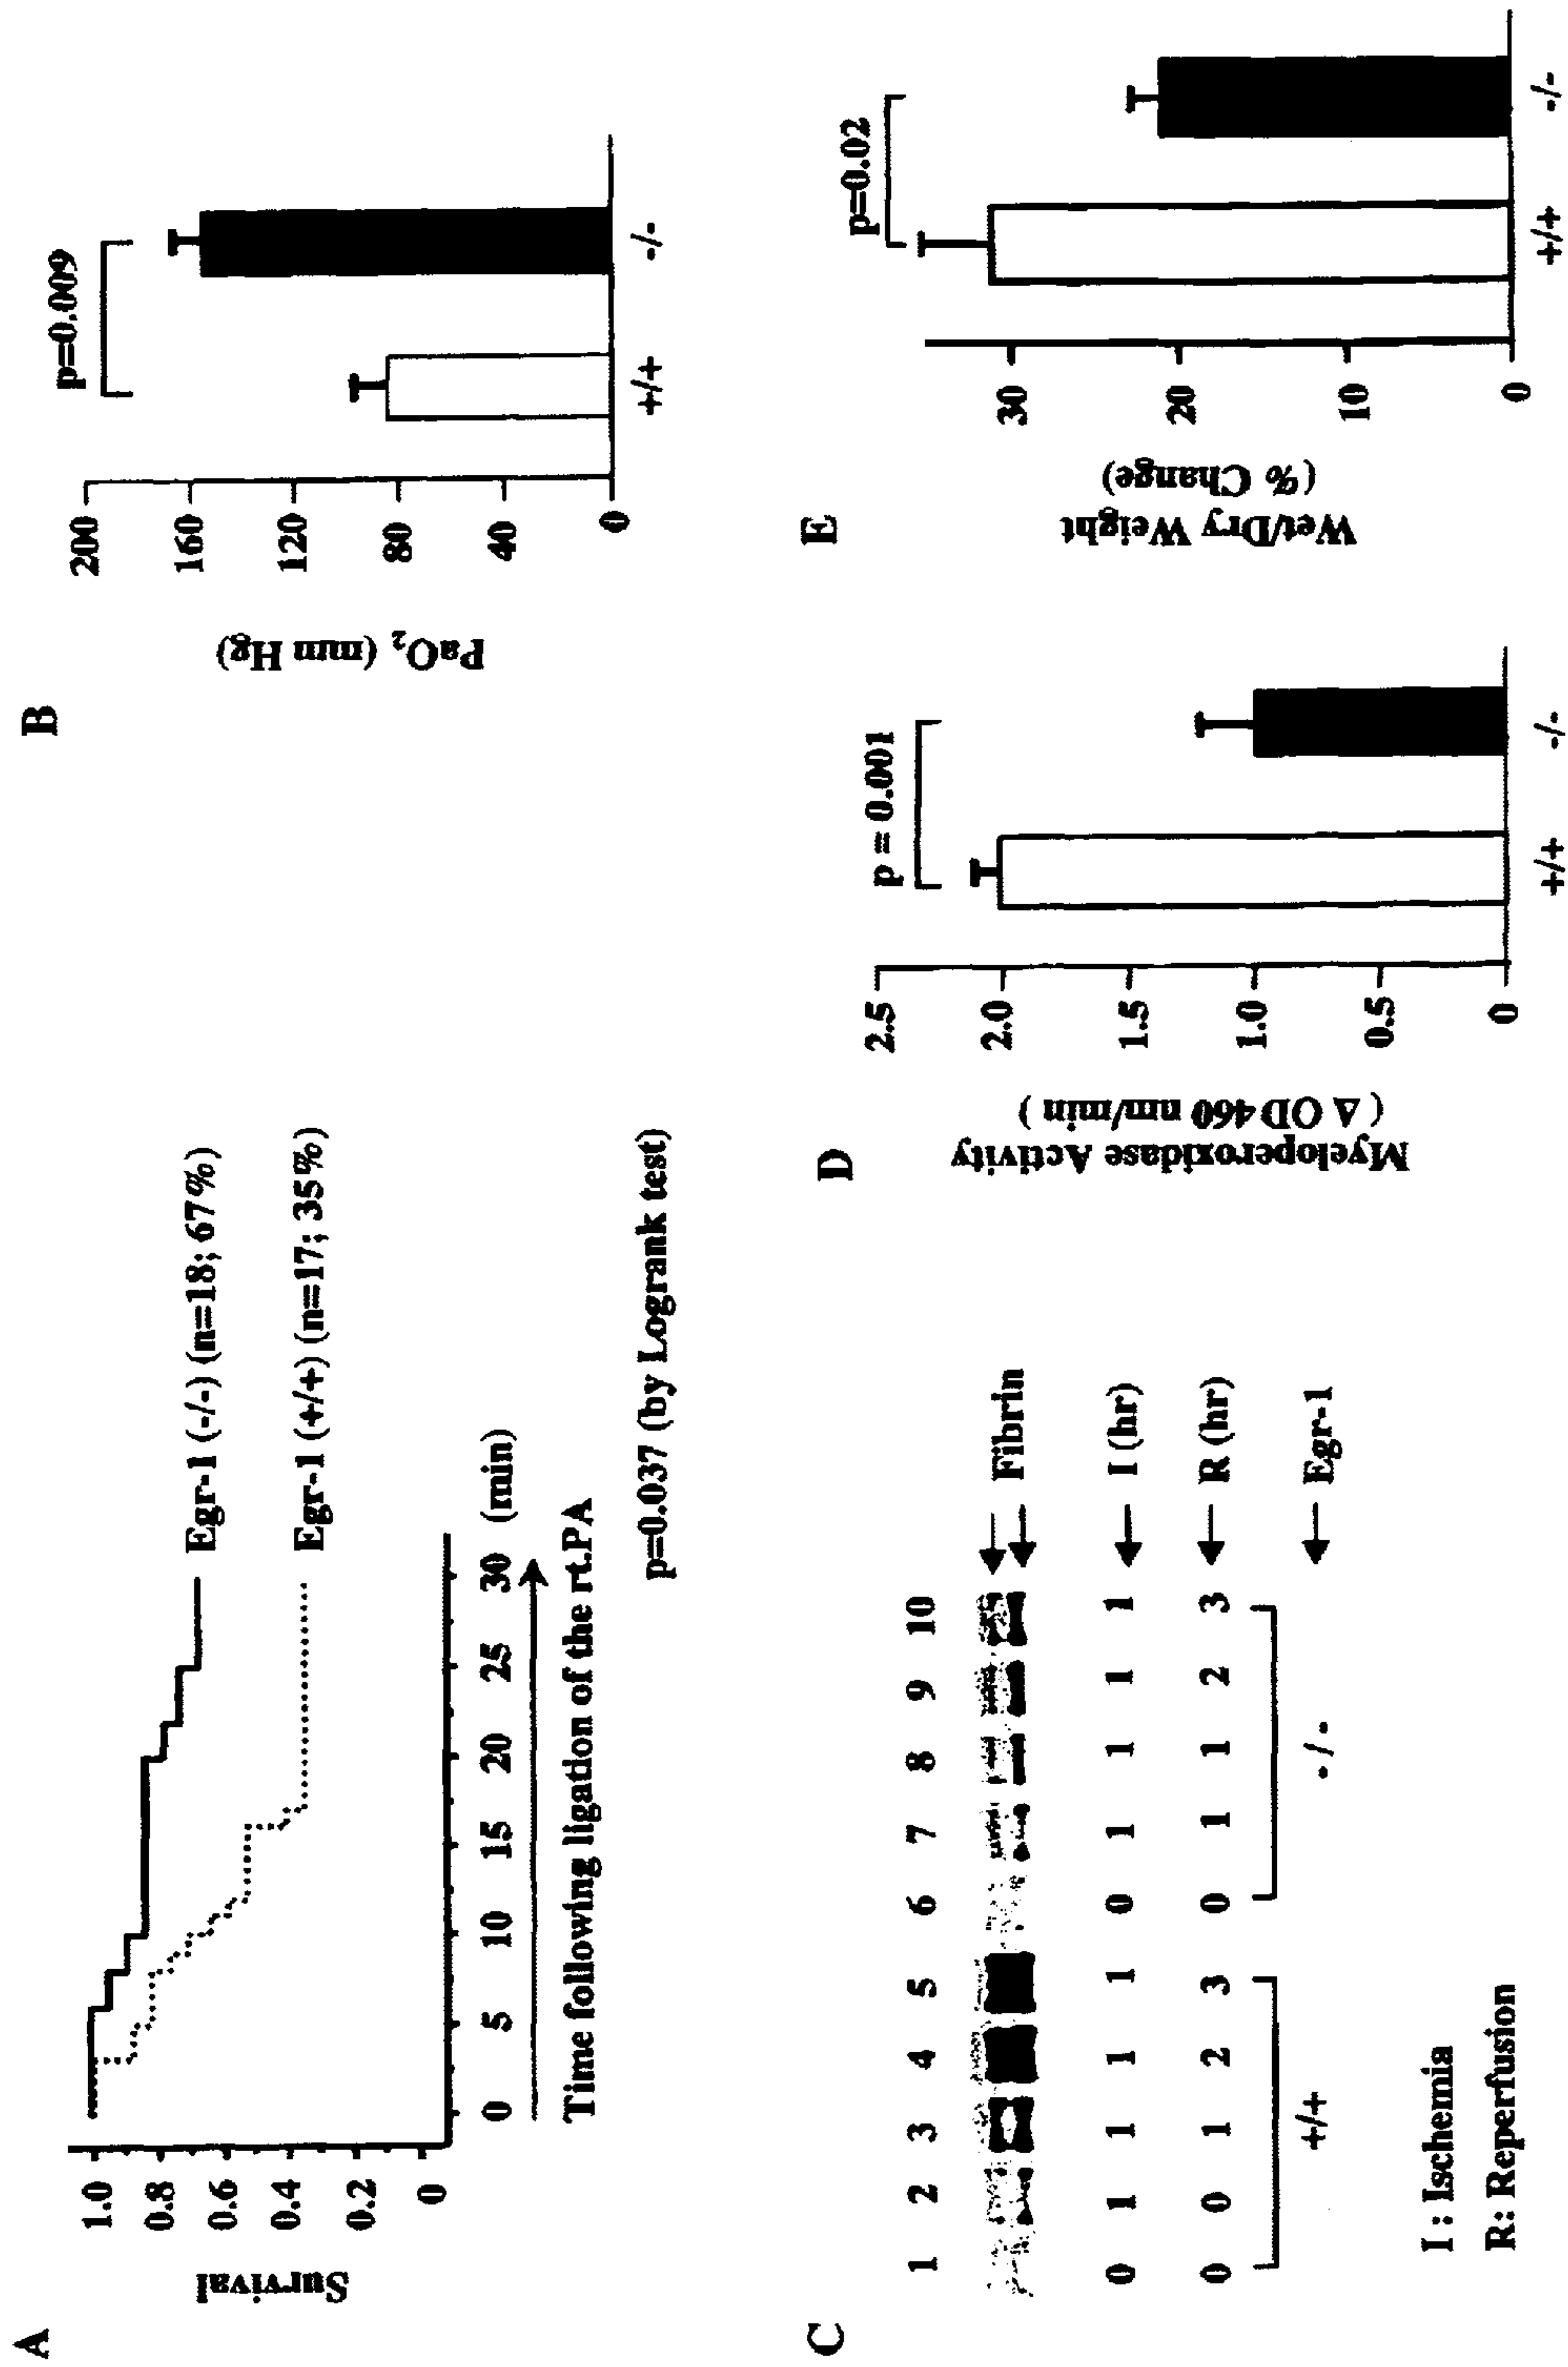 A
Survival
1.0
0.8
0.6
0.4
0.2
0
0 5 10 15 20 25 30 (min)
Time following ligation of the rt.PA
Egr-1 (-/-) (n=18; 67%)
Egr-1 (+/+) (n=17; 35%)
p=0.037 (by Logrank test)
B
PaO₂ (mm Hg)
200
160
120
80
40
0
p=0.009
+/+ -/-
C
1 2 3 4 5 6 7 8 9 10
Fibrin
0 1 1 1 1 0 1 1 1 1 I (hr)
0 0 1 2 3 0 1 1 2 3 R (hr)
+/+ -/- Egr-1
I : Ischemia
R: Reperfusion
D
Myeloperoxidase Activity
( Δ OD460 nm/min )
2.5
2.0
1.5
1.0
0.5
0
p = 0.001
+/+ -/-
E
Wet/Dry Weight
(% Change)
30
20
10
0
p=0.02
+/+ -/-